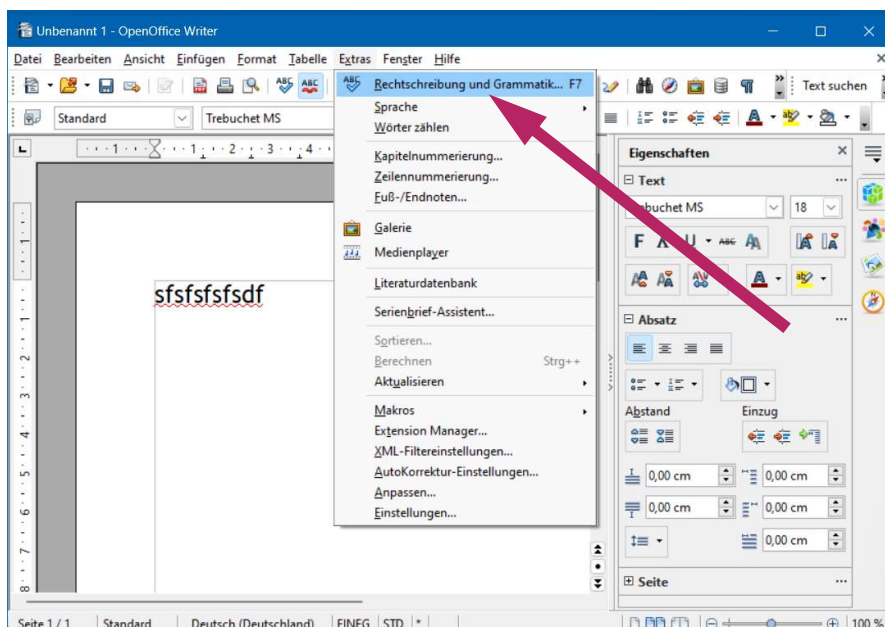 Unbenannt 1 - OpenOffice Writer
Datei Bearbeiten Ansicht Einfügen Format Tabelle Extras Fenster Hilfe
Text suchen
Standard
Trebuchet MS
Rechtschreibung und Grammatik... F7
Sprache
Wörter zählen
Kapitelnummerierung...
Zeilennummerierung...
Fuß-/Endnoten...
Galerie
Medienplayer
Literaturdatenbank
Serienbrief-Assistent...
Sortieren...
Berechnen Strg++
Aktualisieren
Makros
Extension Manager...
XML-Filtereinstellungen...
AutoKorrektur-Einstellungen...
Anpassen...
Einstellungen...
sfsfsfsfsdf
Eigenschaften
Text
MS 18
Absatz
Abstand Einzug
0,00 cm 0,00 cm
0,00 cm 0,00 cm
0,00 cm
Seite
Seite 1 / 1 Standard Deutsch (Deutschland) EINFG STD * 100 %